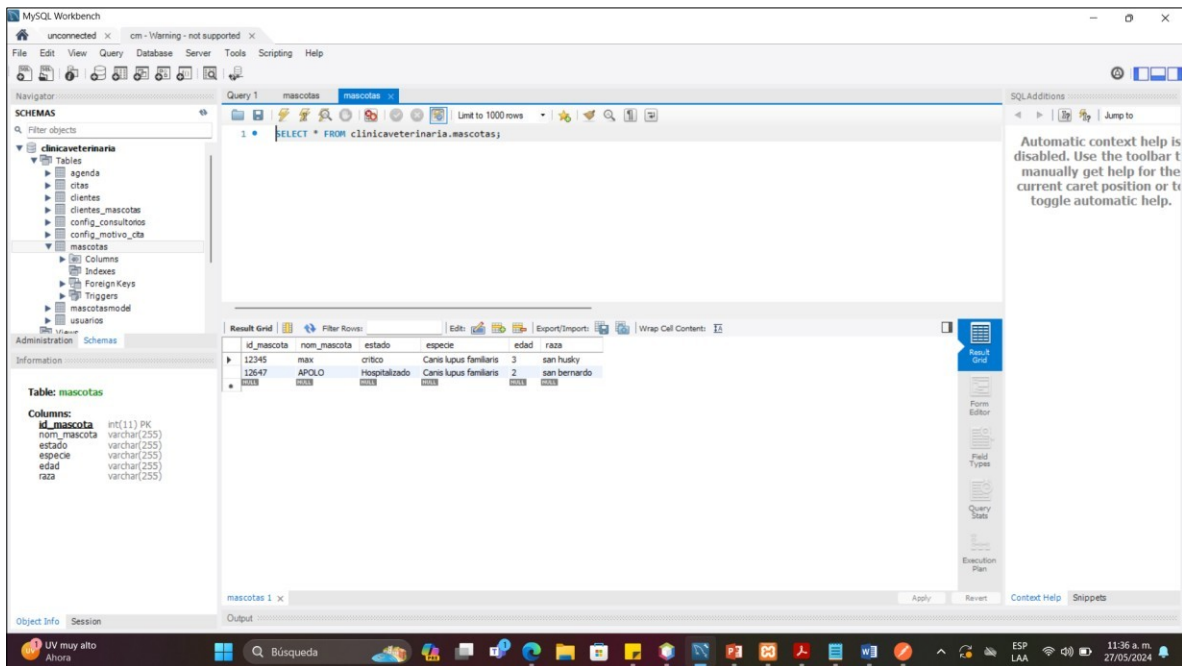 MySQL Workbench
unconnected ×
cm - Warning - not supported ×
File Edit View Query Database Server Tools Scripting Help
Navigator
SCHEMAS
Filter objects
clinicaveterinaria
Tables
agenda
citas
clientes
clientes_mascotas
config_consultorios
config_motivo_cita
mascotas
Columns
Indexes
Foreign Keys
Triggers
mascotasmodel
usuarios
Views
Administration Schemas
Information
Table: mascotas
Columns:
id_mascota int(11) PK
nom_mascota varchar(255)
estado varchar(255)
especie varchar(255)
edad varchar(255)
raza varchar(255)
Object Info Session
Query 1 mascotas mascotas ×
Limit to 1000 rows
1 SELECT * FROM clinicaveterinaria.mascotas;
Result Grid Filter Rows: Edit: Export/Import: Wrap Cell Content:
id_mascota nom_mascota estado especie edad raza
12345 max critico Canis lupus familiaris 3 san husky
12647 APOLO Hospitalizado Canis lupus familiaris 2 san bernardo
NULL NULL NULL NULL NULL NULL
Result Grid
Form Editor
Field Types
Query Stats
Execution Plan
mascotas 1 ×
Apply Revert
Output
SQLAdditions
Jump to
Automatic context help is
disabled. Use the toolbar t
manually get help for the
current caret position or to
toggle automatic help.
Context Help Snippets
UV muy alto
Ahora
Búsqueda
ESP
LAA
11:36 a. m.
27/05/2024